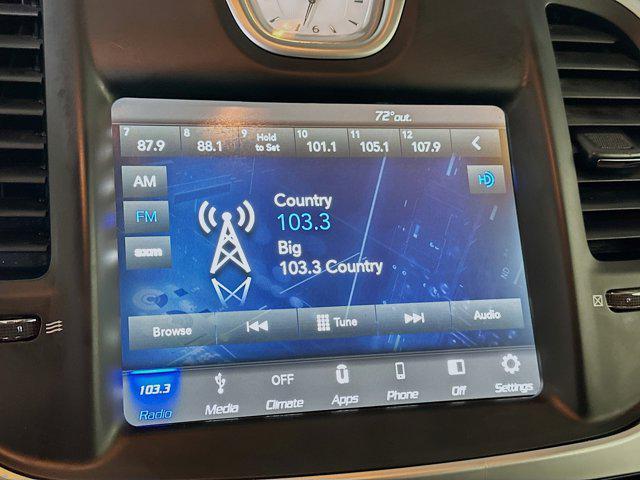 72°out.
7 87.9 8 88.1 9 Hold to Set 10 101.1 11 105.1 12 107.9
AM
FM
SXM
HD
Country
103.3
Big
103.3 Country
Browse Tune Audio
103.3 OFF
Radio Media Climate Apps Phone Off Settings